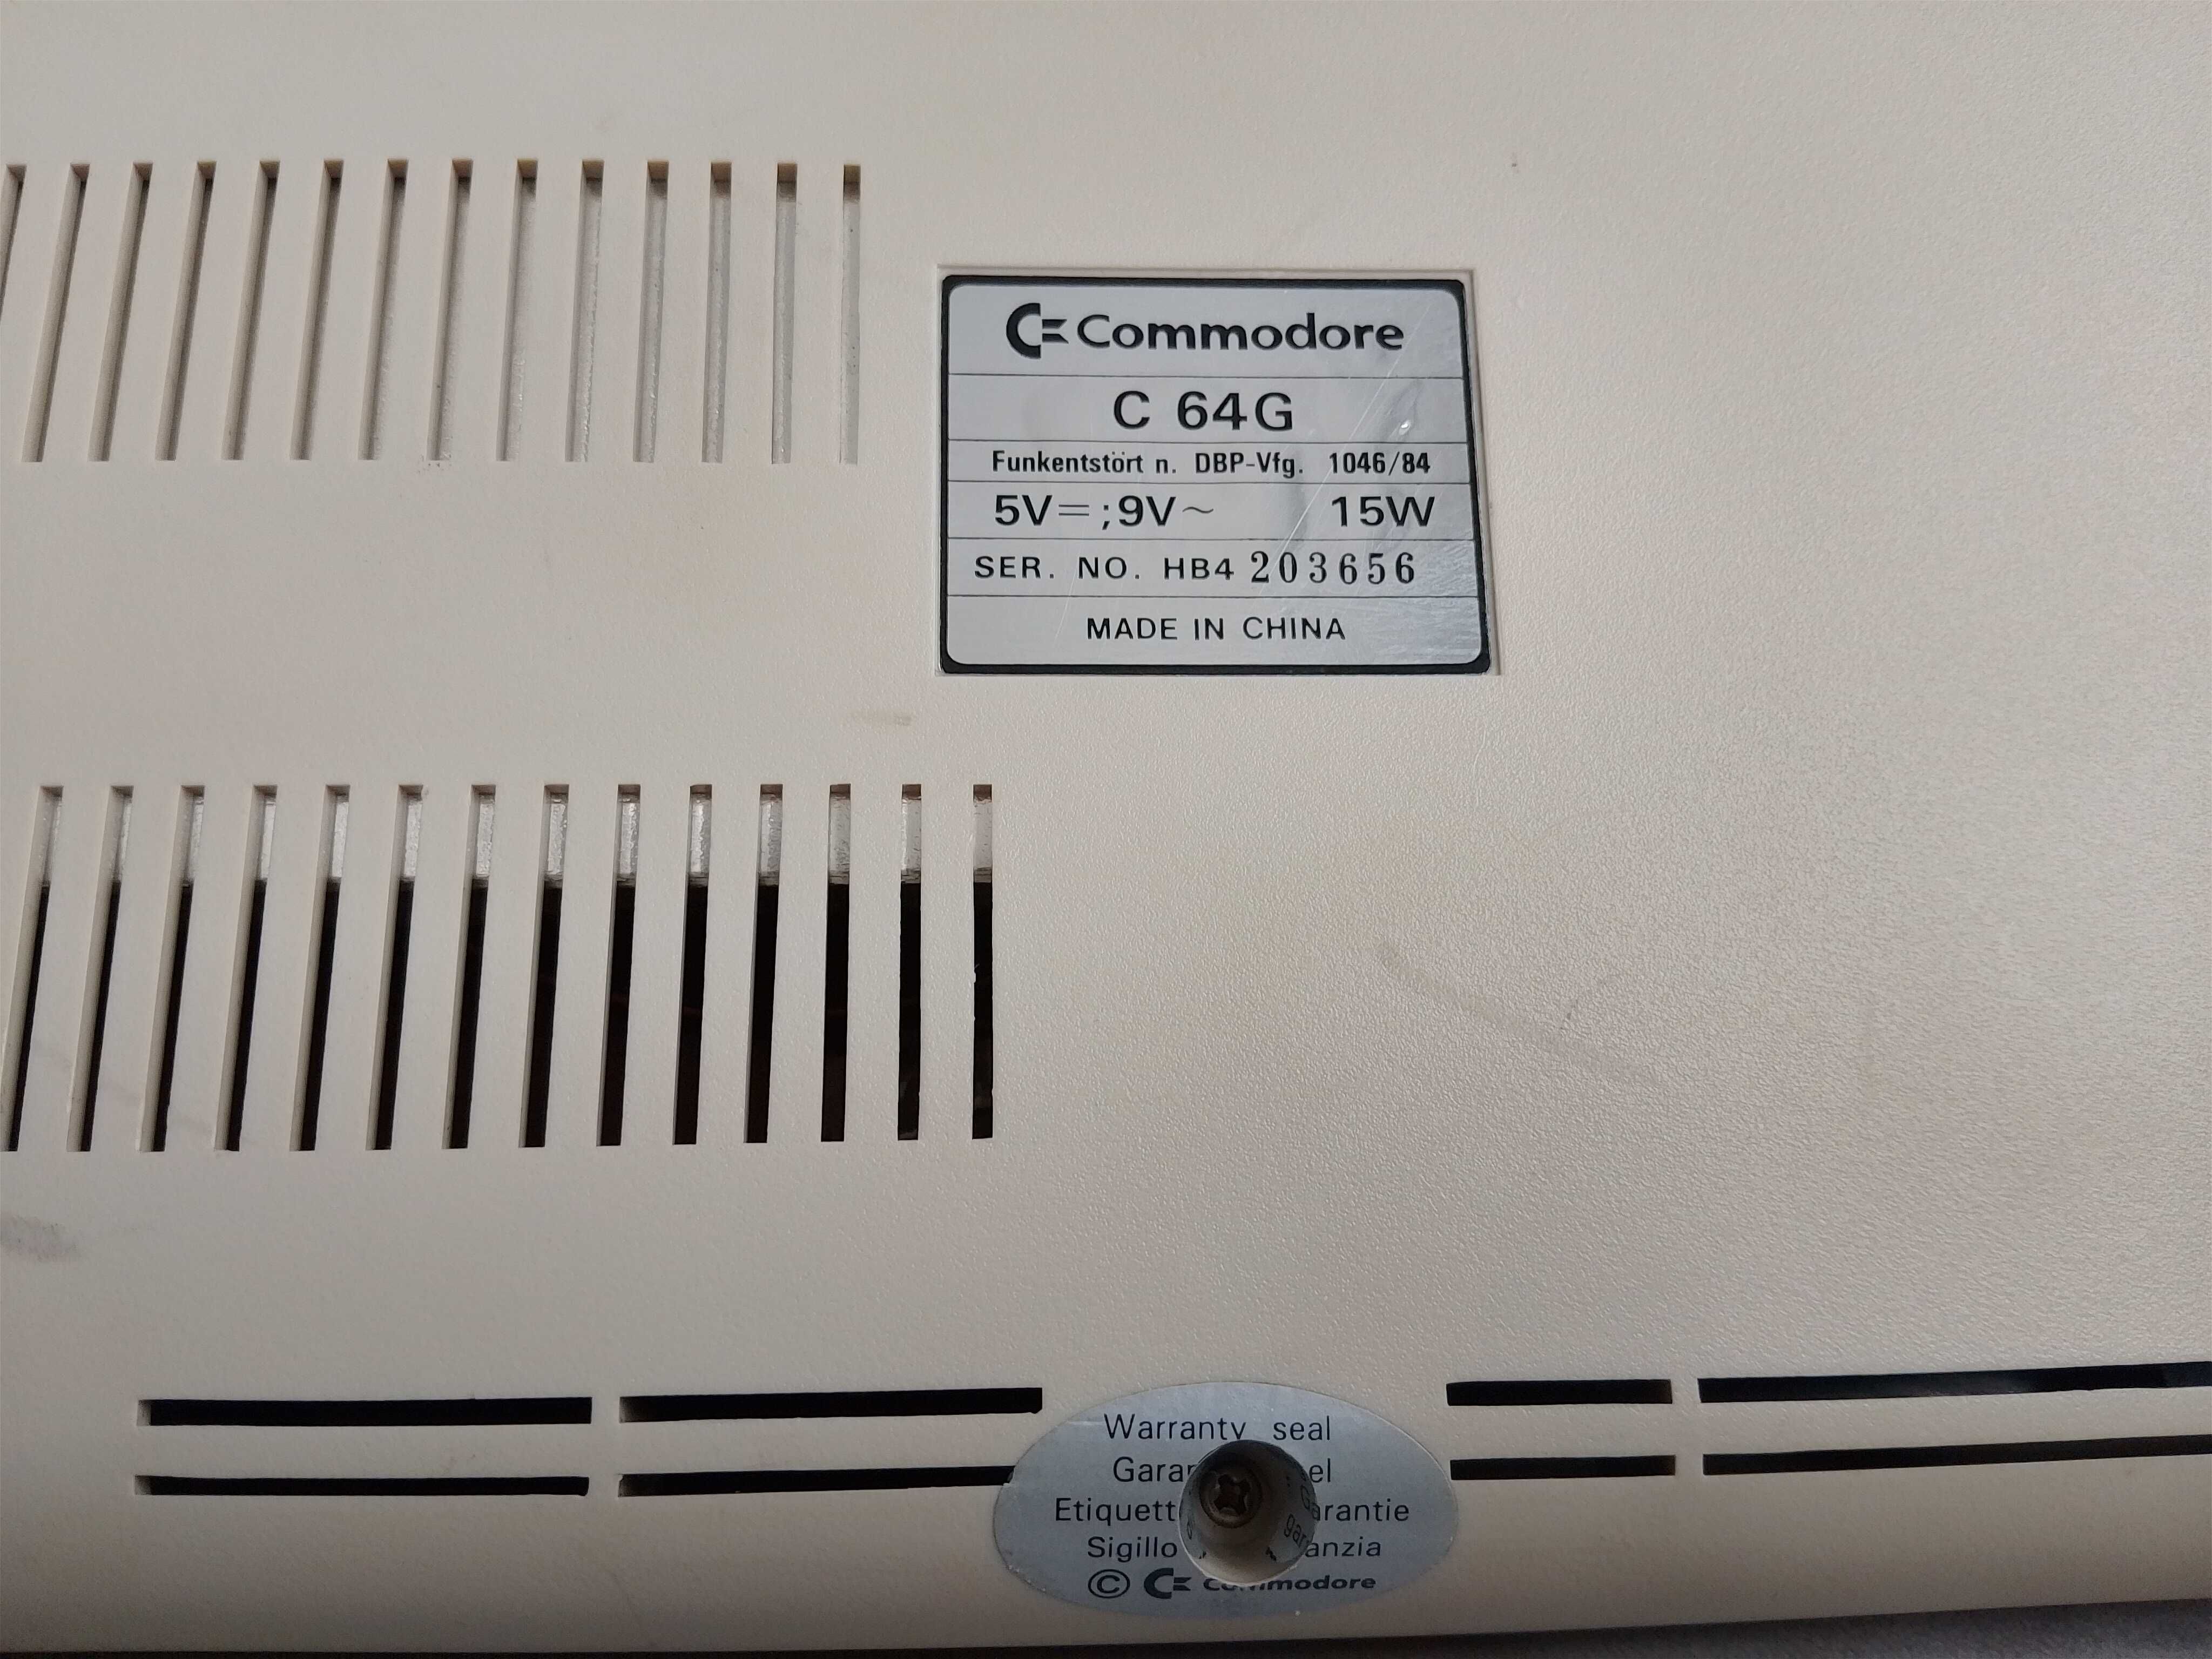 Commodore
C 64G
Funkentstört n. DBP-Vfg. 1046/84
5V⎓ ;9V~ 15W
SER. NO. HB4 203656
MADE IN CHINA
Warranty seal
Sigillo
© Commodore